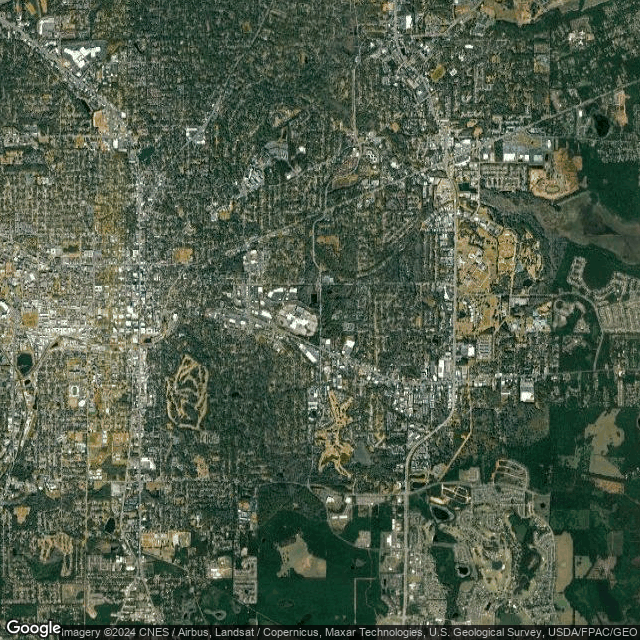 Google Imagery ©2024 CNES / Airbus, Landsat / Copernicus, Maxar Technologies, U.S. Geological Survey, USDA/FPAC/GEO